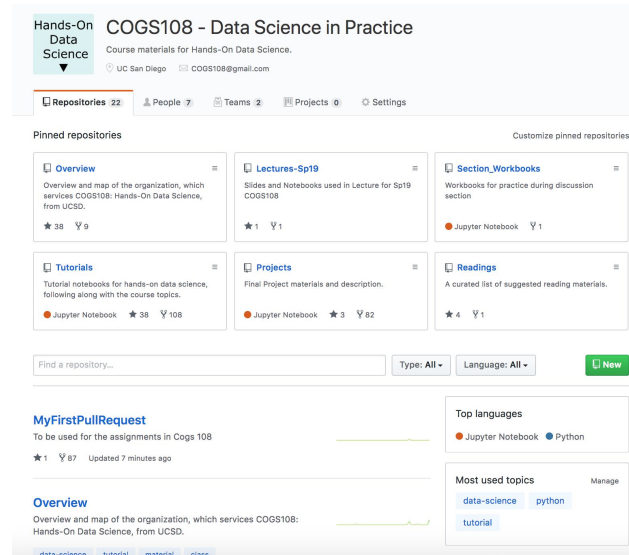 Hands-On
Data
Science
COGS108 - Data Science in Practice
Course materials for Hands-On Data Science.
UC San Diego COGS108@gmail.com
Repositories 22 People 7 Teams 2 Projects 0 Settings
Pinned repositories
Customize pinned repositories
Overview
Overview and map of the organization, which
services COGS108: Hands-On Data Science,
from UCSD.
38 9
Lectures-Sp19
Slides and Notebooks used in Lecture for Sp19
COGS108
1 1
Section_Workbooks
Workbooks for practice during discussion
section
Jupyter Notebook 1
Tutorials
Tutorial notebooks for hands-on data science,
following along with the course topics.
Jupyter Notebook 38 108
Projects
Final Project materials and description.
Jupyter Notebook 3 82
Readings
A curated list of suggested reading materials.
4 1
Find a repository...
Type: All
Language: All
New
MyFirstPullRequest
To be used for the assignments in Cogs 108
1 87 Updated 7 minutes ago
Overview
Overview and map of the organization, which services COGS108:
Hands-On Data Science, from UCSD.
data-science tutorial material class
Top languages
Jupyter Notebook Python
Most used topics
Manage
data-science python
tutorial